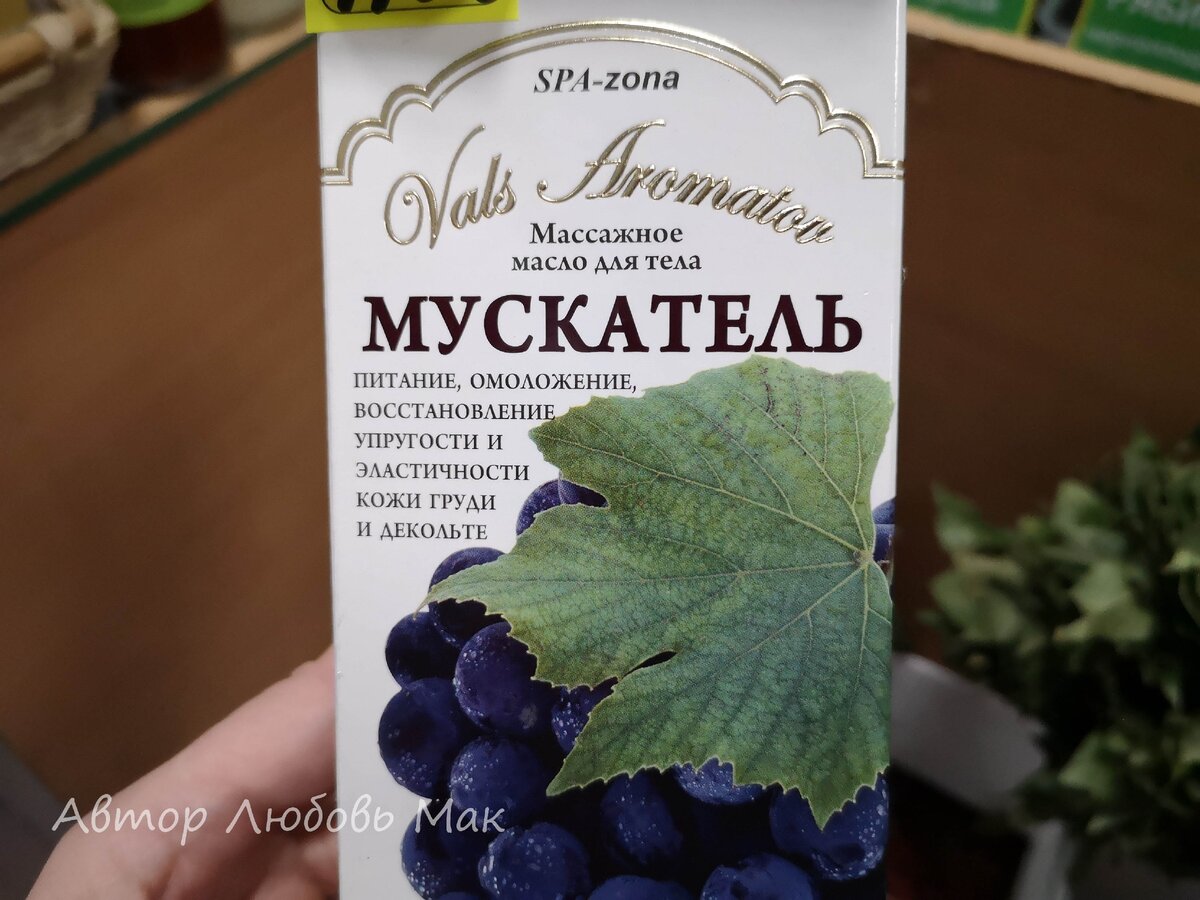 SPA-zona
Vals Aromatov
Массажное
масло для тела
МУСКАТЕЛЬ
ПИТАНИЕ, ОМОЛОЖЕНИЕ,
ВОССТАНОВЛЕНИЕ
УПРУГОСТИ И
ЭЛАСТИЧНОСТИ
КОЖИ ГРУДИ
И ДЕКОЛЬТЕ
Автор Любовь Мак